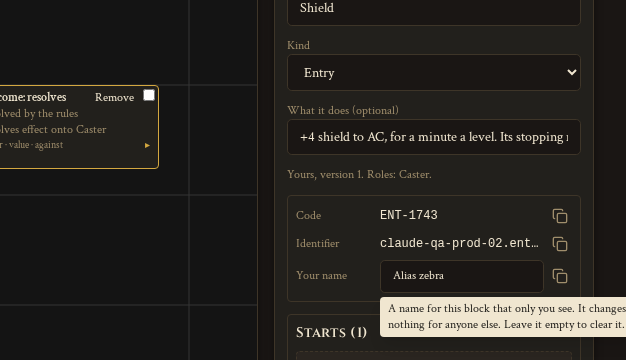 Shield
Kind
Entry
What it does (optional)
+4 shield to AC, for a minute a level. Its stopping
Yours, version 1. Roles: Caster.
come: resolves Remove
olved by the rules
olves effect onto Caster
r · value · against ▸
Code ENT-1743
Identifier claude-qa-prod-02.ent…
Your name Alias zebra
A name for this block that only you see. It changes
nothing for anyone else. Leave it empty to clear it.
Starts (1)